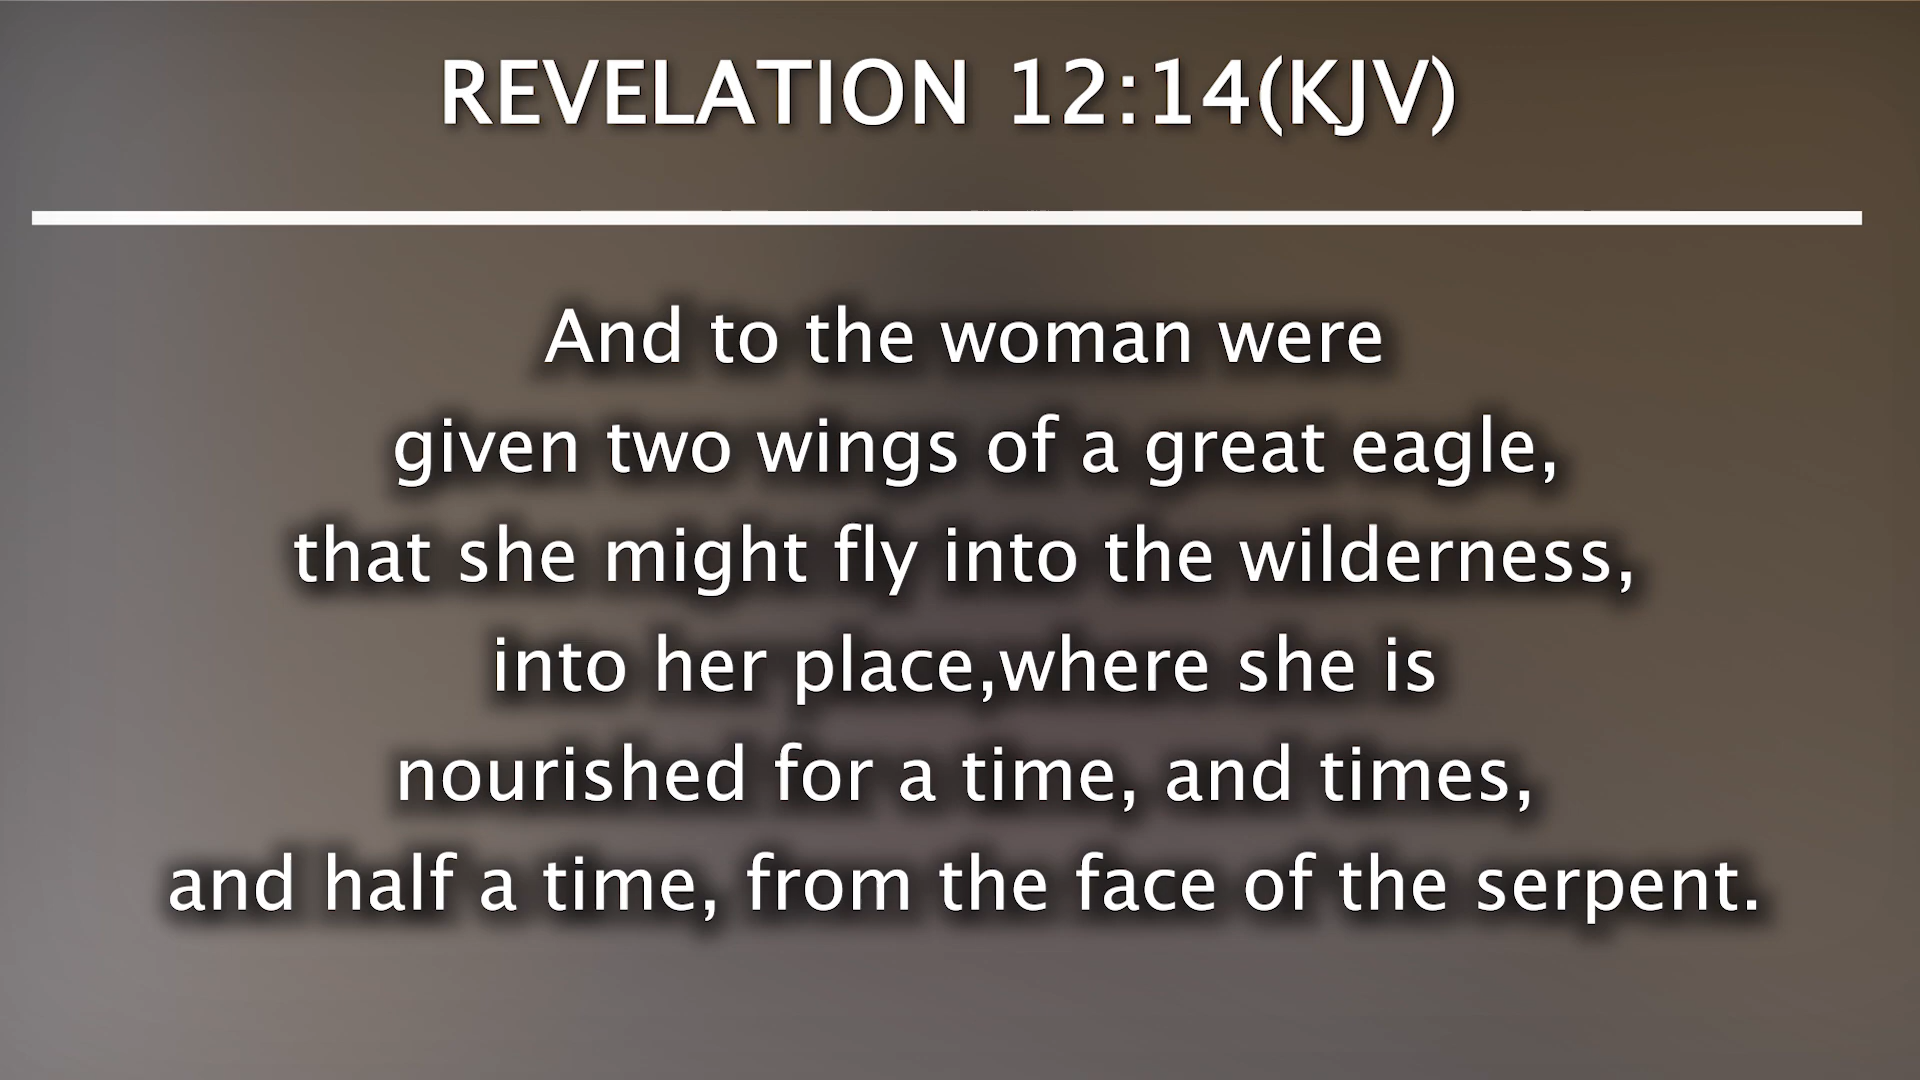 REVELATION 12:14(KJV)
And to the woman were
given two wings of a great eagle,
that she might fly into the wilderness,
into her place,where she is
nourished for a time, and times,
and half a time, from the face of the serpent.